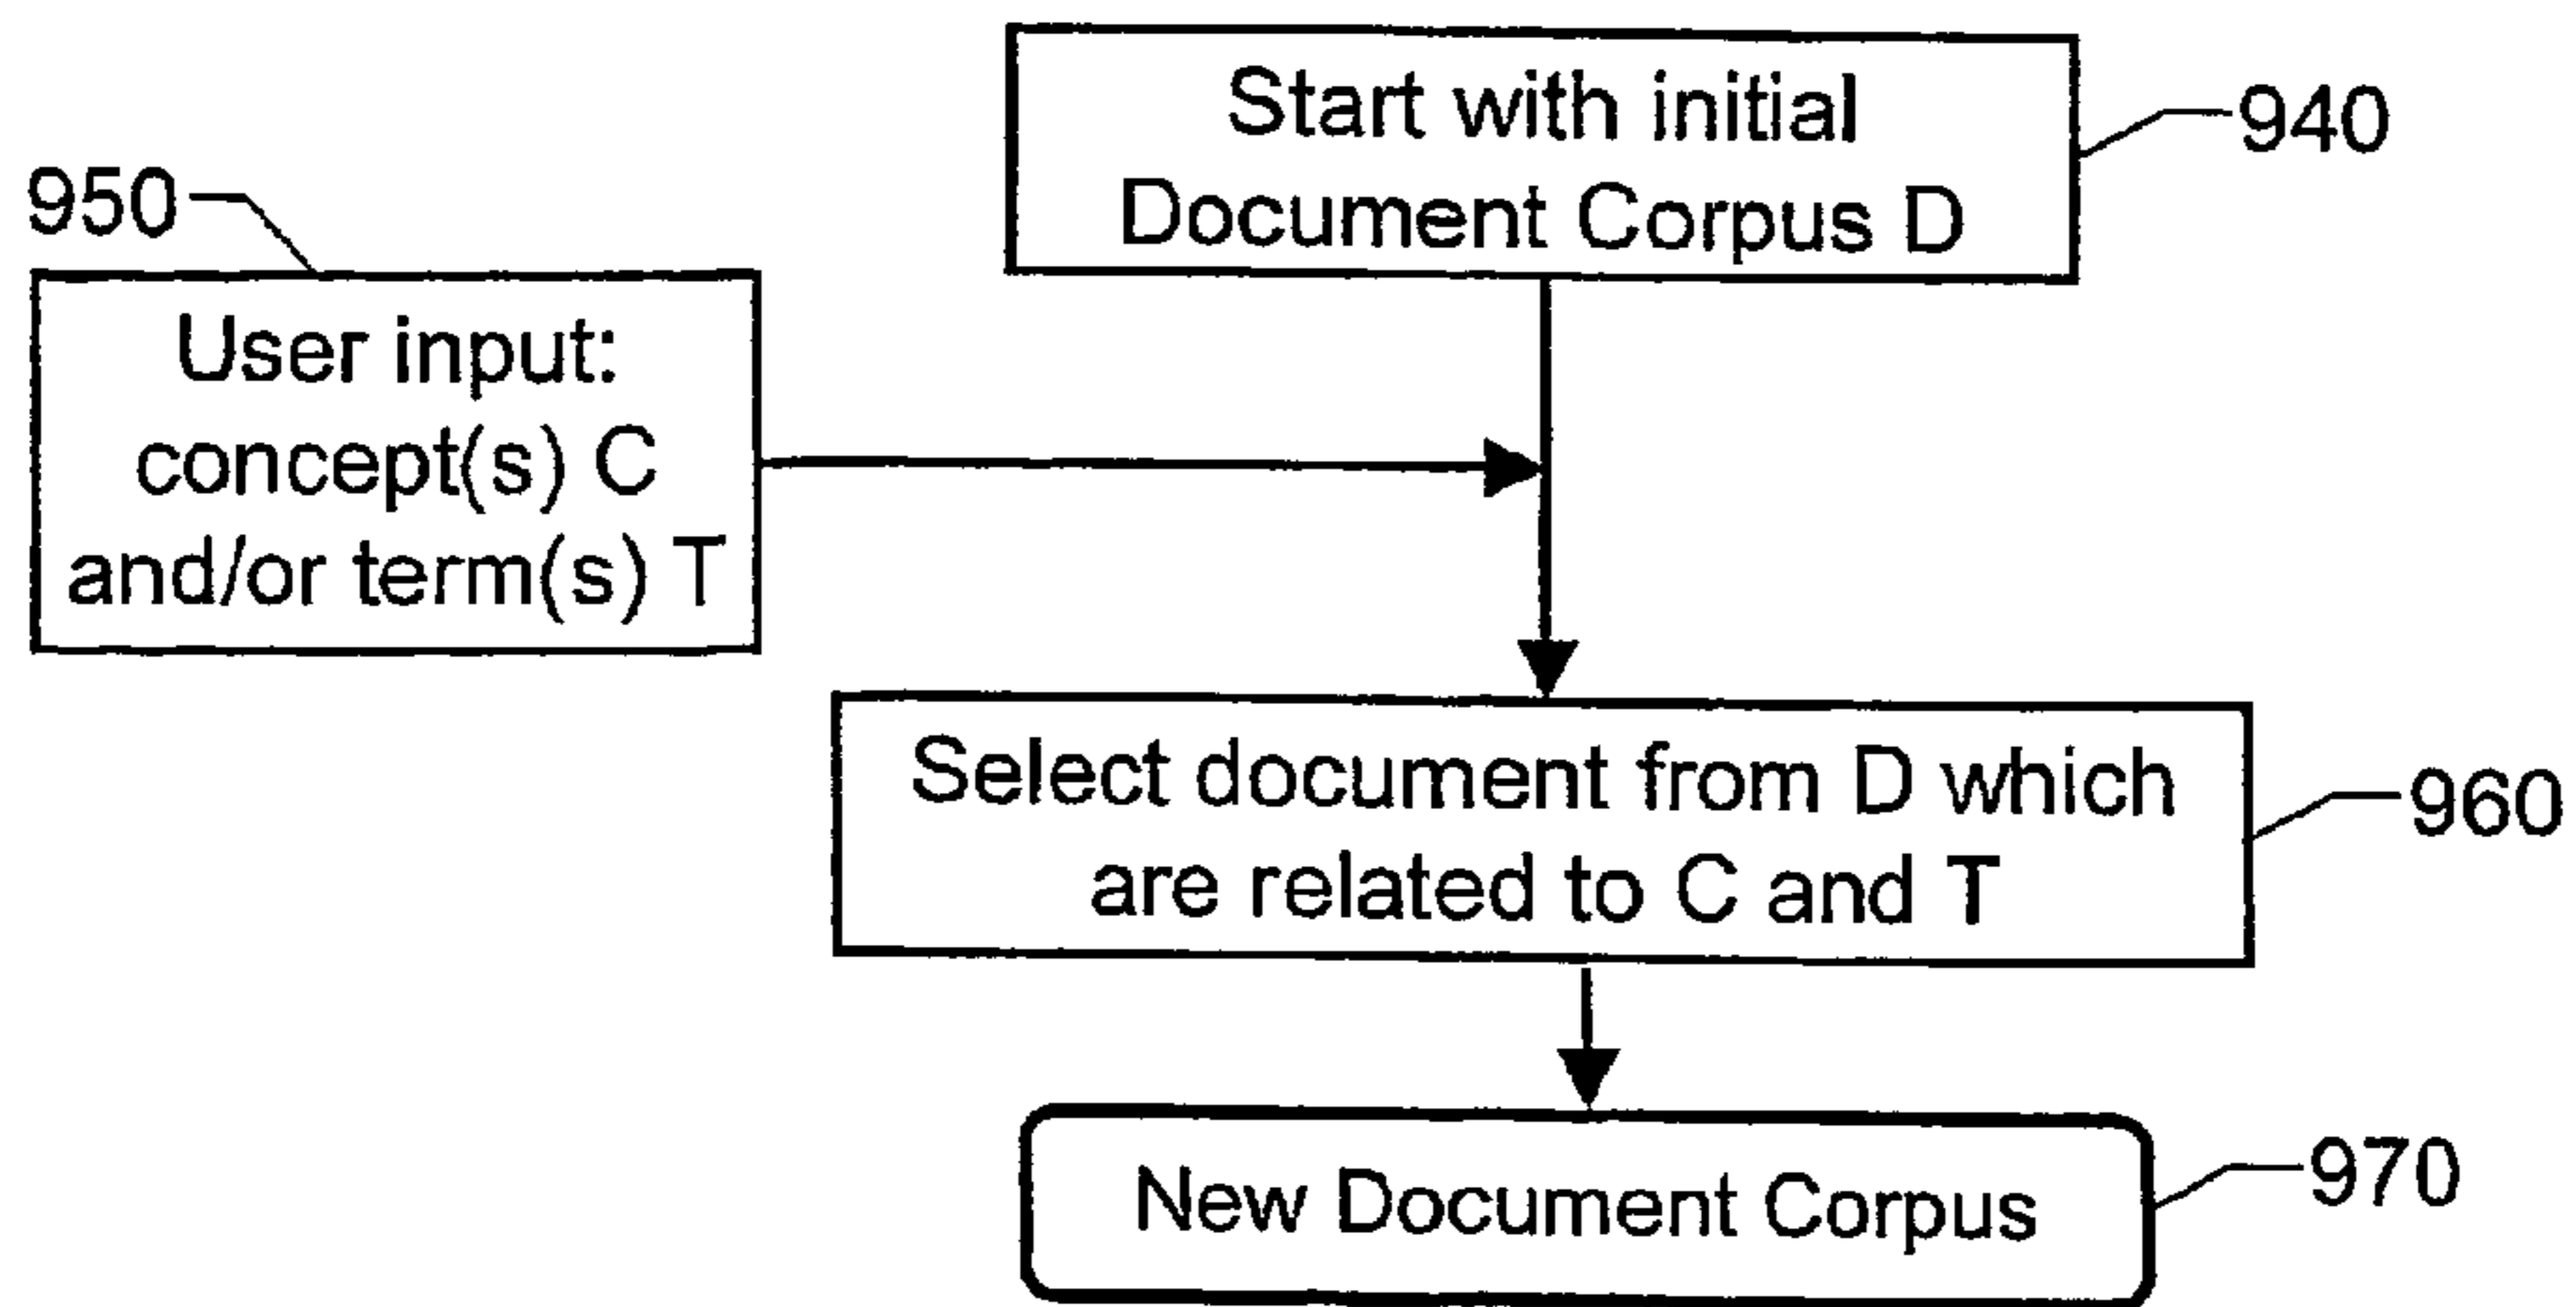 Start with initial
Document Corpus D
940
950
User input:
concept(s) C
and/or term(s) T
Select document from D which
are related to C and T
960
New Document Corpus
970